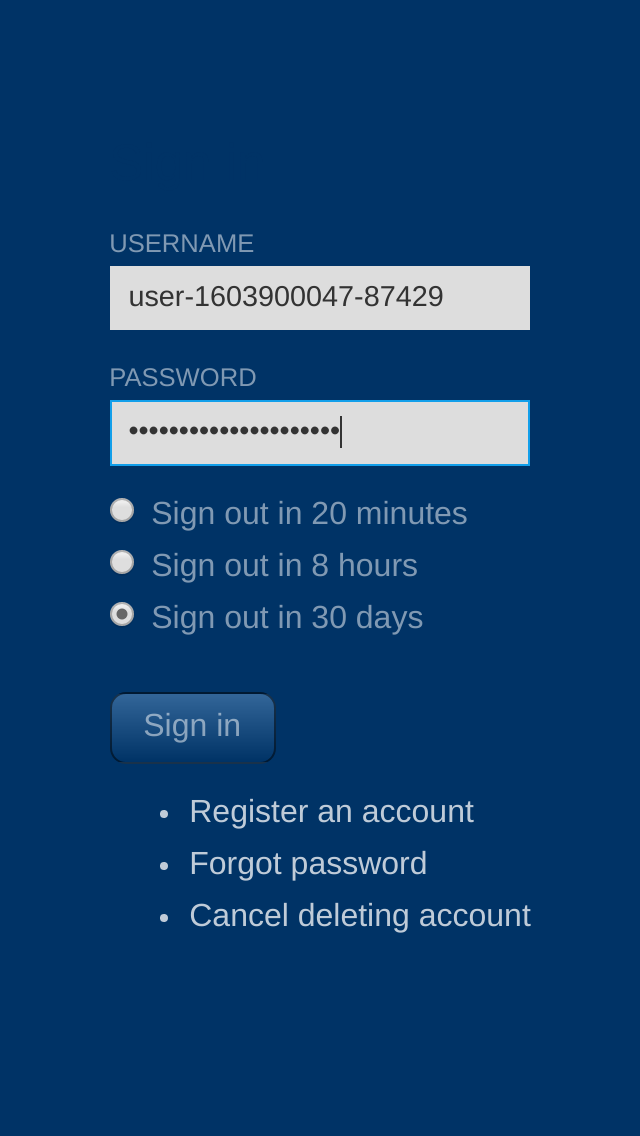 USERNAME
user-1603900047-87429
PASSWORD
•••••••••••••••••••••
Sign out in 20 minutes
Sign out in 8 hours
Sign out in 30 days
Sign in
• Register an account
• Forgot password
• Cancel deleting account